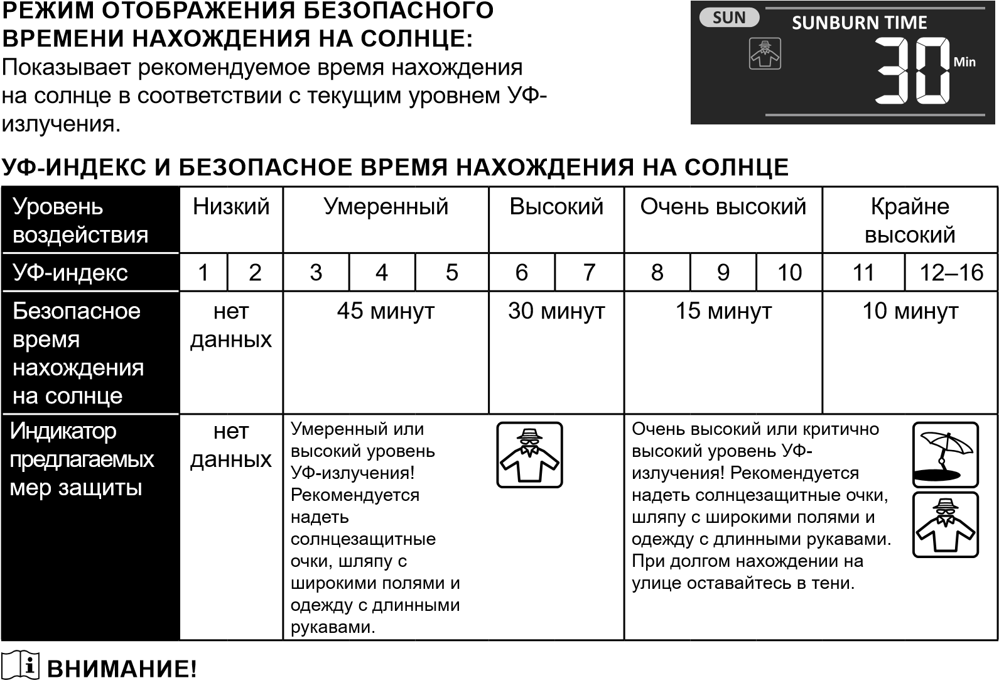 РЕЖИМ ОТОБРАЖЕНИЯ БЕЗОПАСНОГО
ВРЕМЕНИ НАХОЖДЕНИЯ НА СОЛНЦЕ:
Показывает рекомендуемое время нахождения
на солнце в соответствии с текущим уровнем УФ-
излучения.
SUN
SUNBURN TIME
30 Min
УФ-ИНДЕКС И БЕЗОПАСНОЕ ВРЕМЯ НАХОЖДЕНИЯ НА СОЛНЦЕ
Уровень
воздействия
Низкий
Умеренный
Высокий
Очень высокий
Крайне
высокий
УФ-индекс
1
2
3
4
5
6
7
8
9
10
11
12–16
Безопасное
время
нахождения
на солнце
нет
данных
45 минут
30 минут
15 минут
10 минут
Индикатор
предлагаемых
мер защиты
нет
данных
Умеренный или
высокий уровень
УФ-излучения!
Рекомендуется
надеть
солнцезащитные
очки, шляпу с
широкими полями и
одежду с длинными
рукавами.
Очень высокий или критично
высокий уровень УФ-
излучения! Рекомендуется
надеть солнцезащитные очки,
шляпу с широкими полями и
одежду с длинными рукавами.
При долгом нахождении на
улице оставайтесь в тени.
i ВНИМАНИЕ!